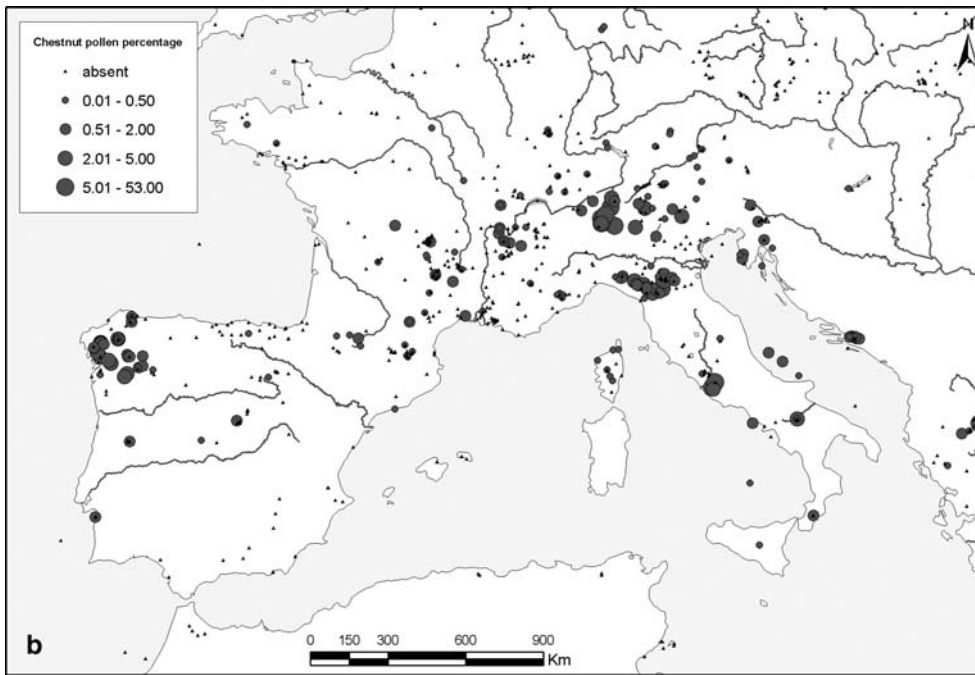 Chestnut pollen percentage
absent
0.01 - 0.50
0.51 - 2.00
2.01 - 5.00
5.01 - 53.00
N
b
0 150 300 600 900
Km